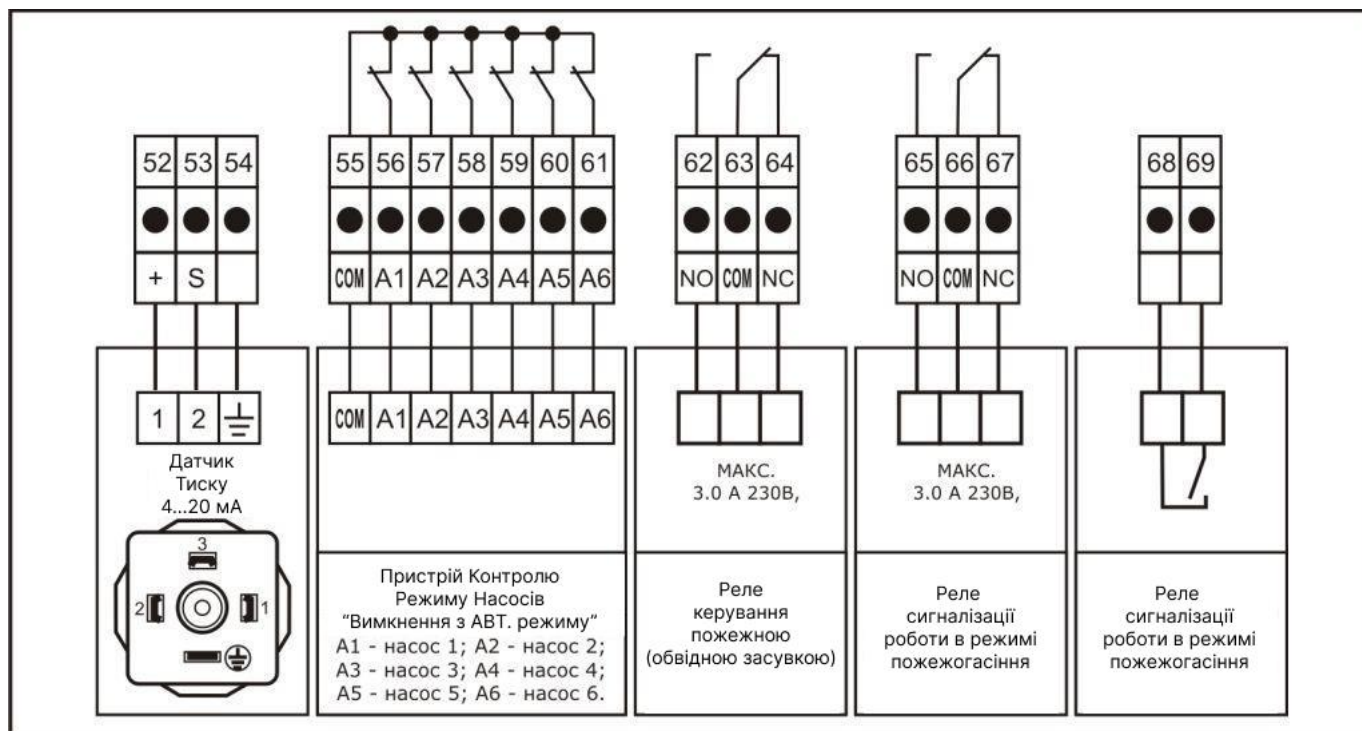 52 53 54
55 56 57 58 59 60 61
62 63 64
65 66 67
68 69
+ S
COM A1 A2 A3 A4 A5 A6
NO COM NC
NO COM NC
1 2
Датчик
Тиску
4...20 мА
3
2
1
COM A1 A2 A3 A4 A5 A6
Пристрій Контролю
Режиму Насосів
“Вимкнення з АВТ. режиму”
А1 - насос 1; А2 - насос 2;
А3 - насос 3; А4 - насос 4;
А5 - насос 5; А6 - насос 6.
МАКС.
3.0 А 230В,
Реле
керування
пожежною
(обвідною засувкою)
МАКС.
3.0 А 230В,
Реле
сигналізації
роботи в режимі
пожежогасіння
Реле
сигналізації
роботи в режимі
пожежогасіння